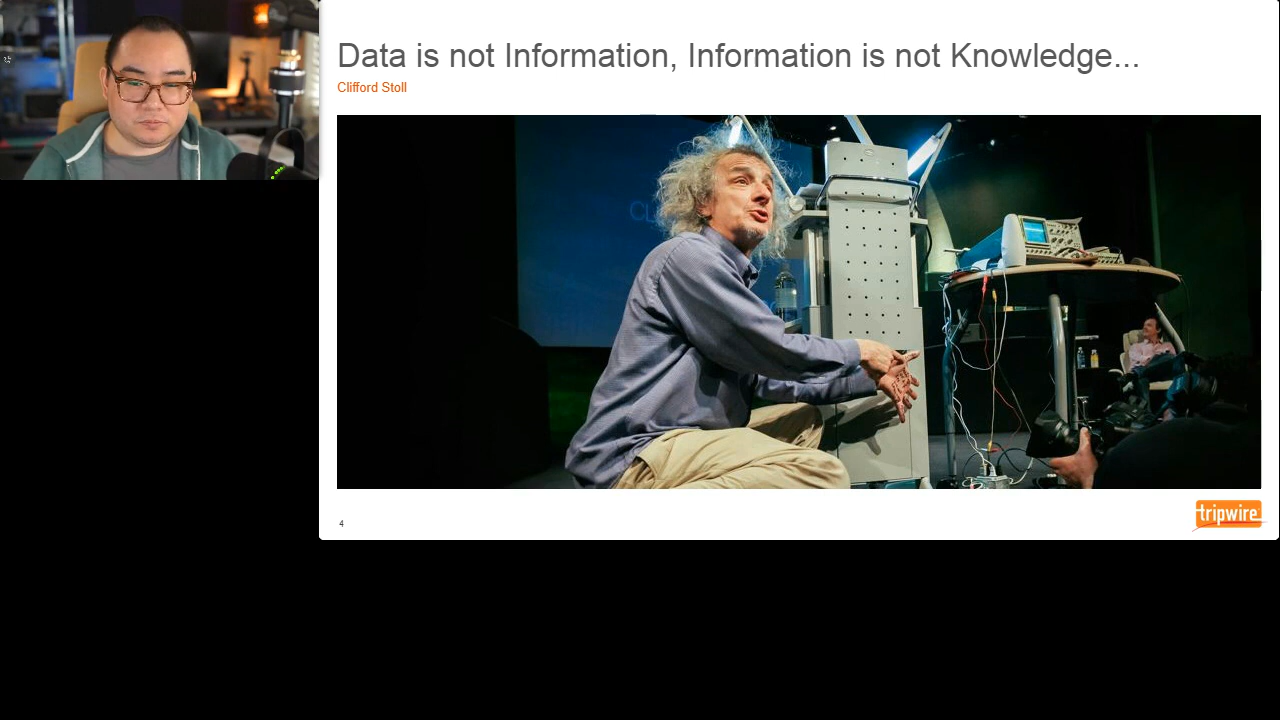 Data is not Information, Information is not Knowledge...
Clifford Stoll
4
tripwire